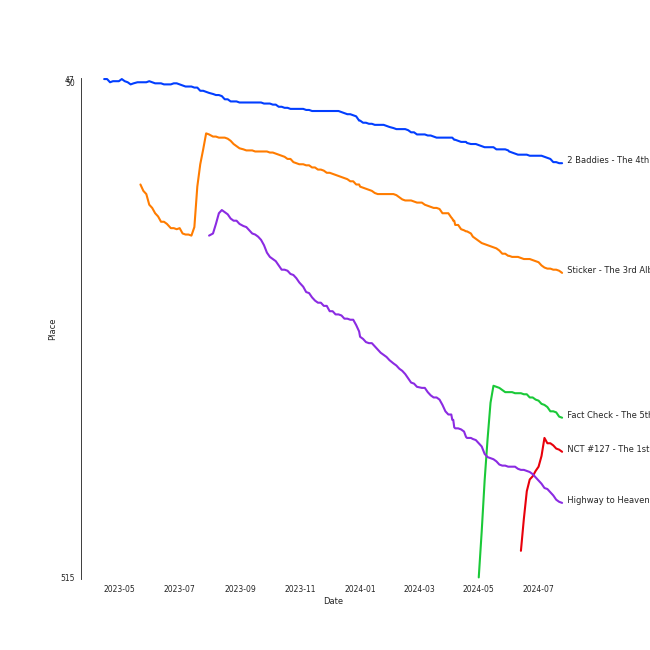 47
50
2 Baddies - The 4th
Sticker - The 3rd Alb
Place
Fact Check - The 5th
NCT #127 - The 1st
Highway to Heaven
515
2023-05 2023-07 2023-09 2023-11 2024-01 2024-03 2024-05 2024-07
Date